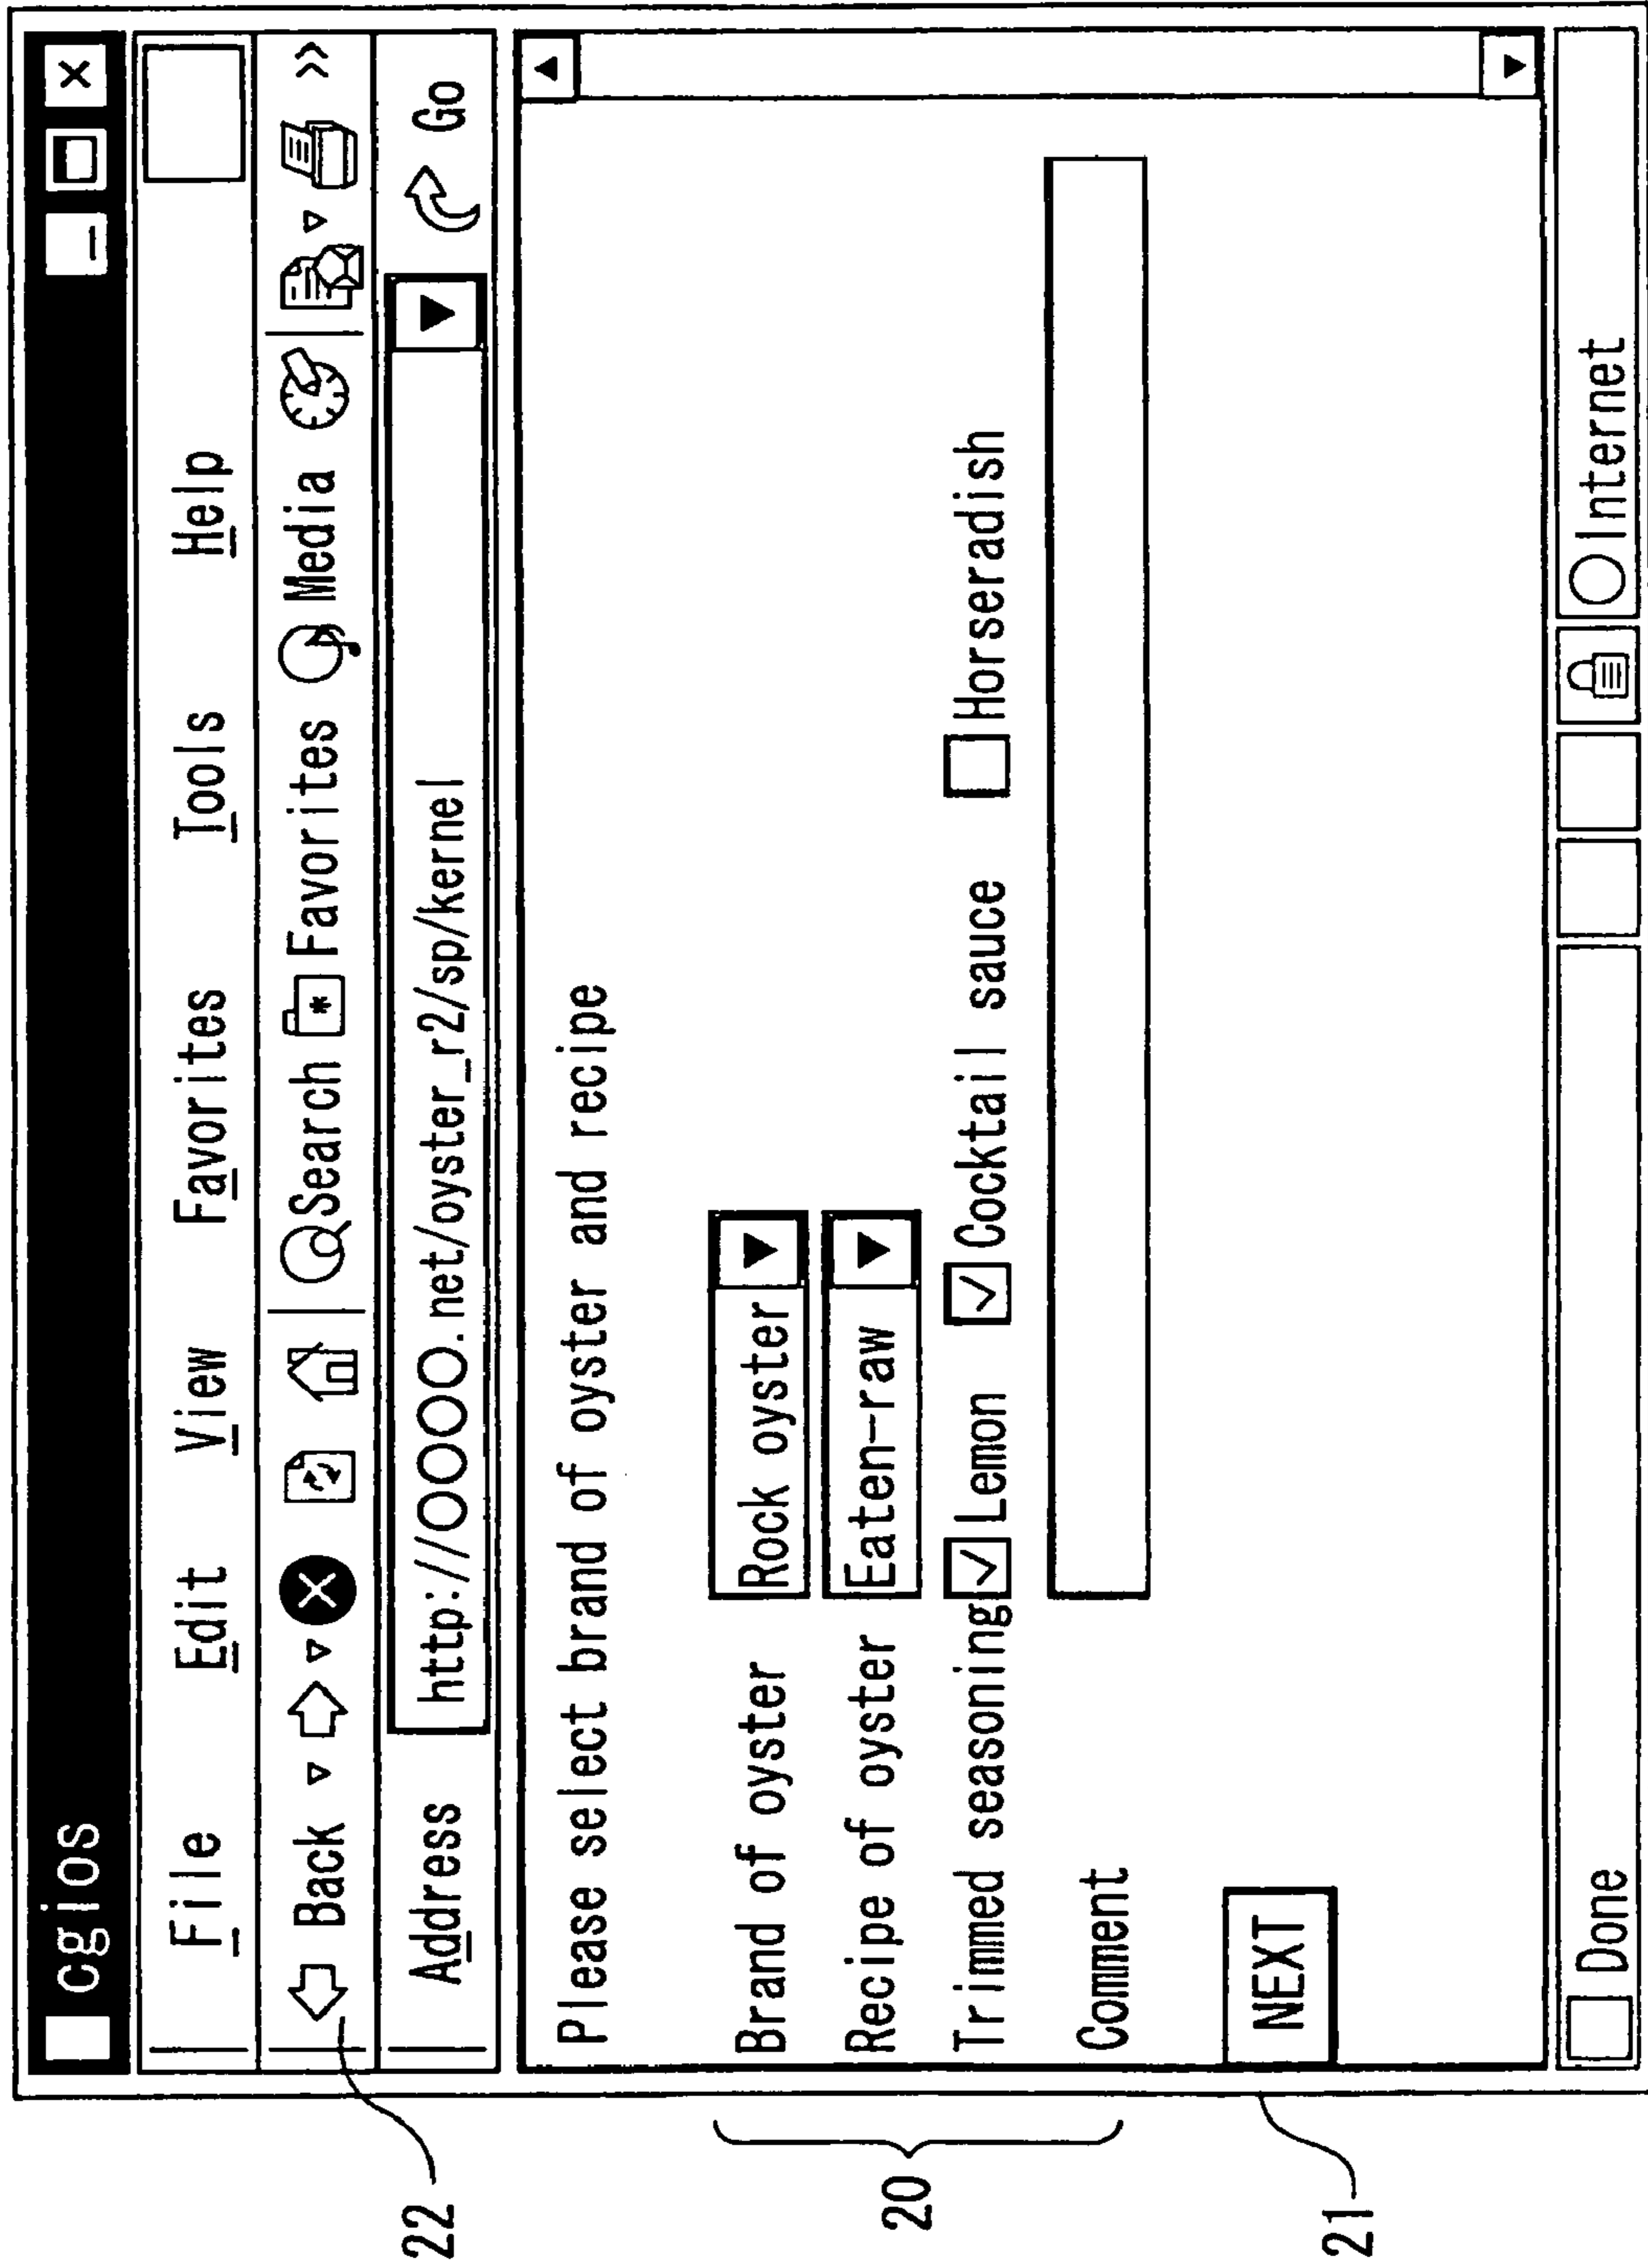 cgios
File Edit View Favorites Tools Help
Back Search Favorites Media »
Address http://OOOO.net/oyster_r2/sp/kernel Go
Please select brand of oyster and recipe
Brand of oyster Rock oyster
Recipe of oyster Eaten-raw
Trimmed seasoning Lemon Cocktail sauce Horseradish
Comment
NEXT
Done Internet
22
20
21